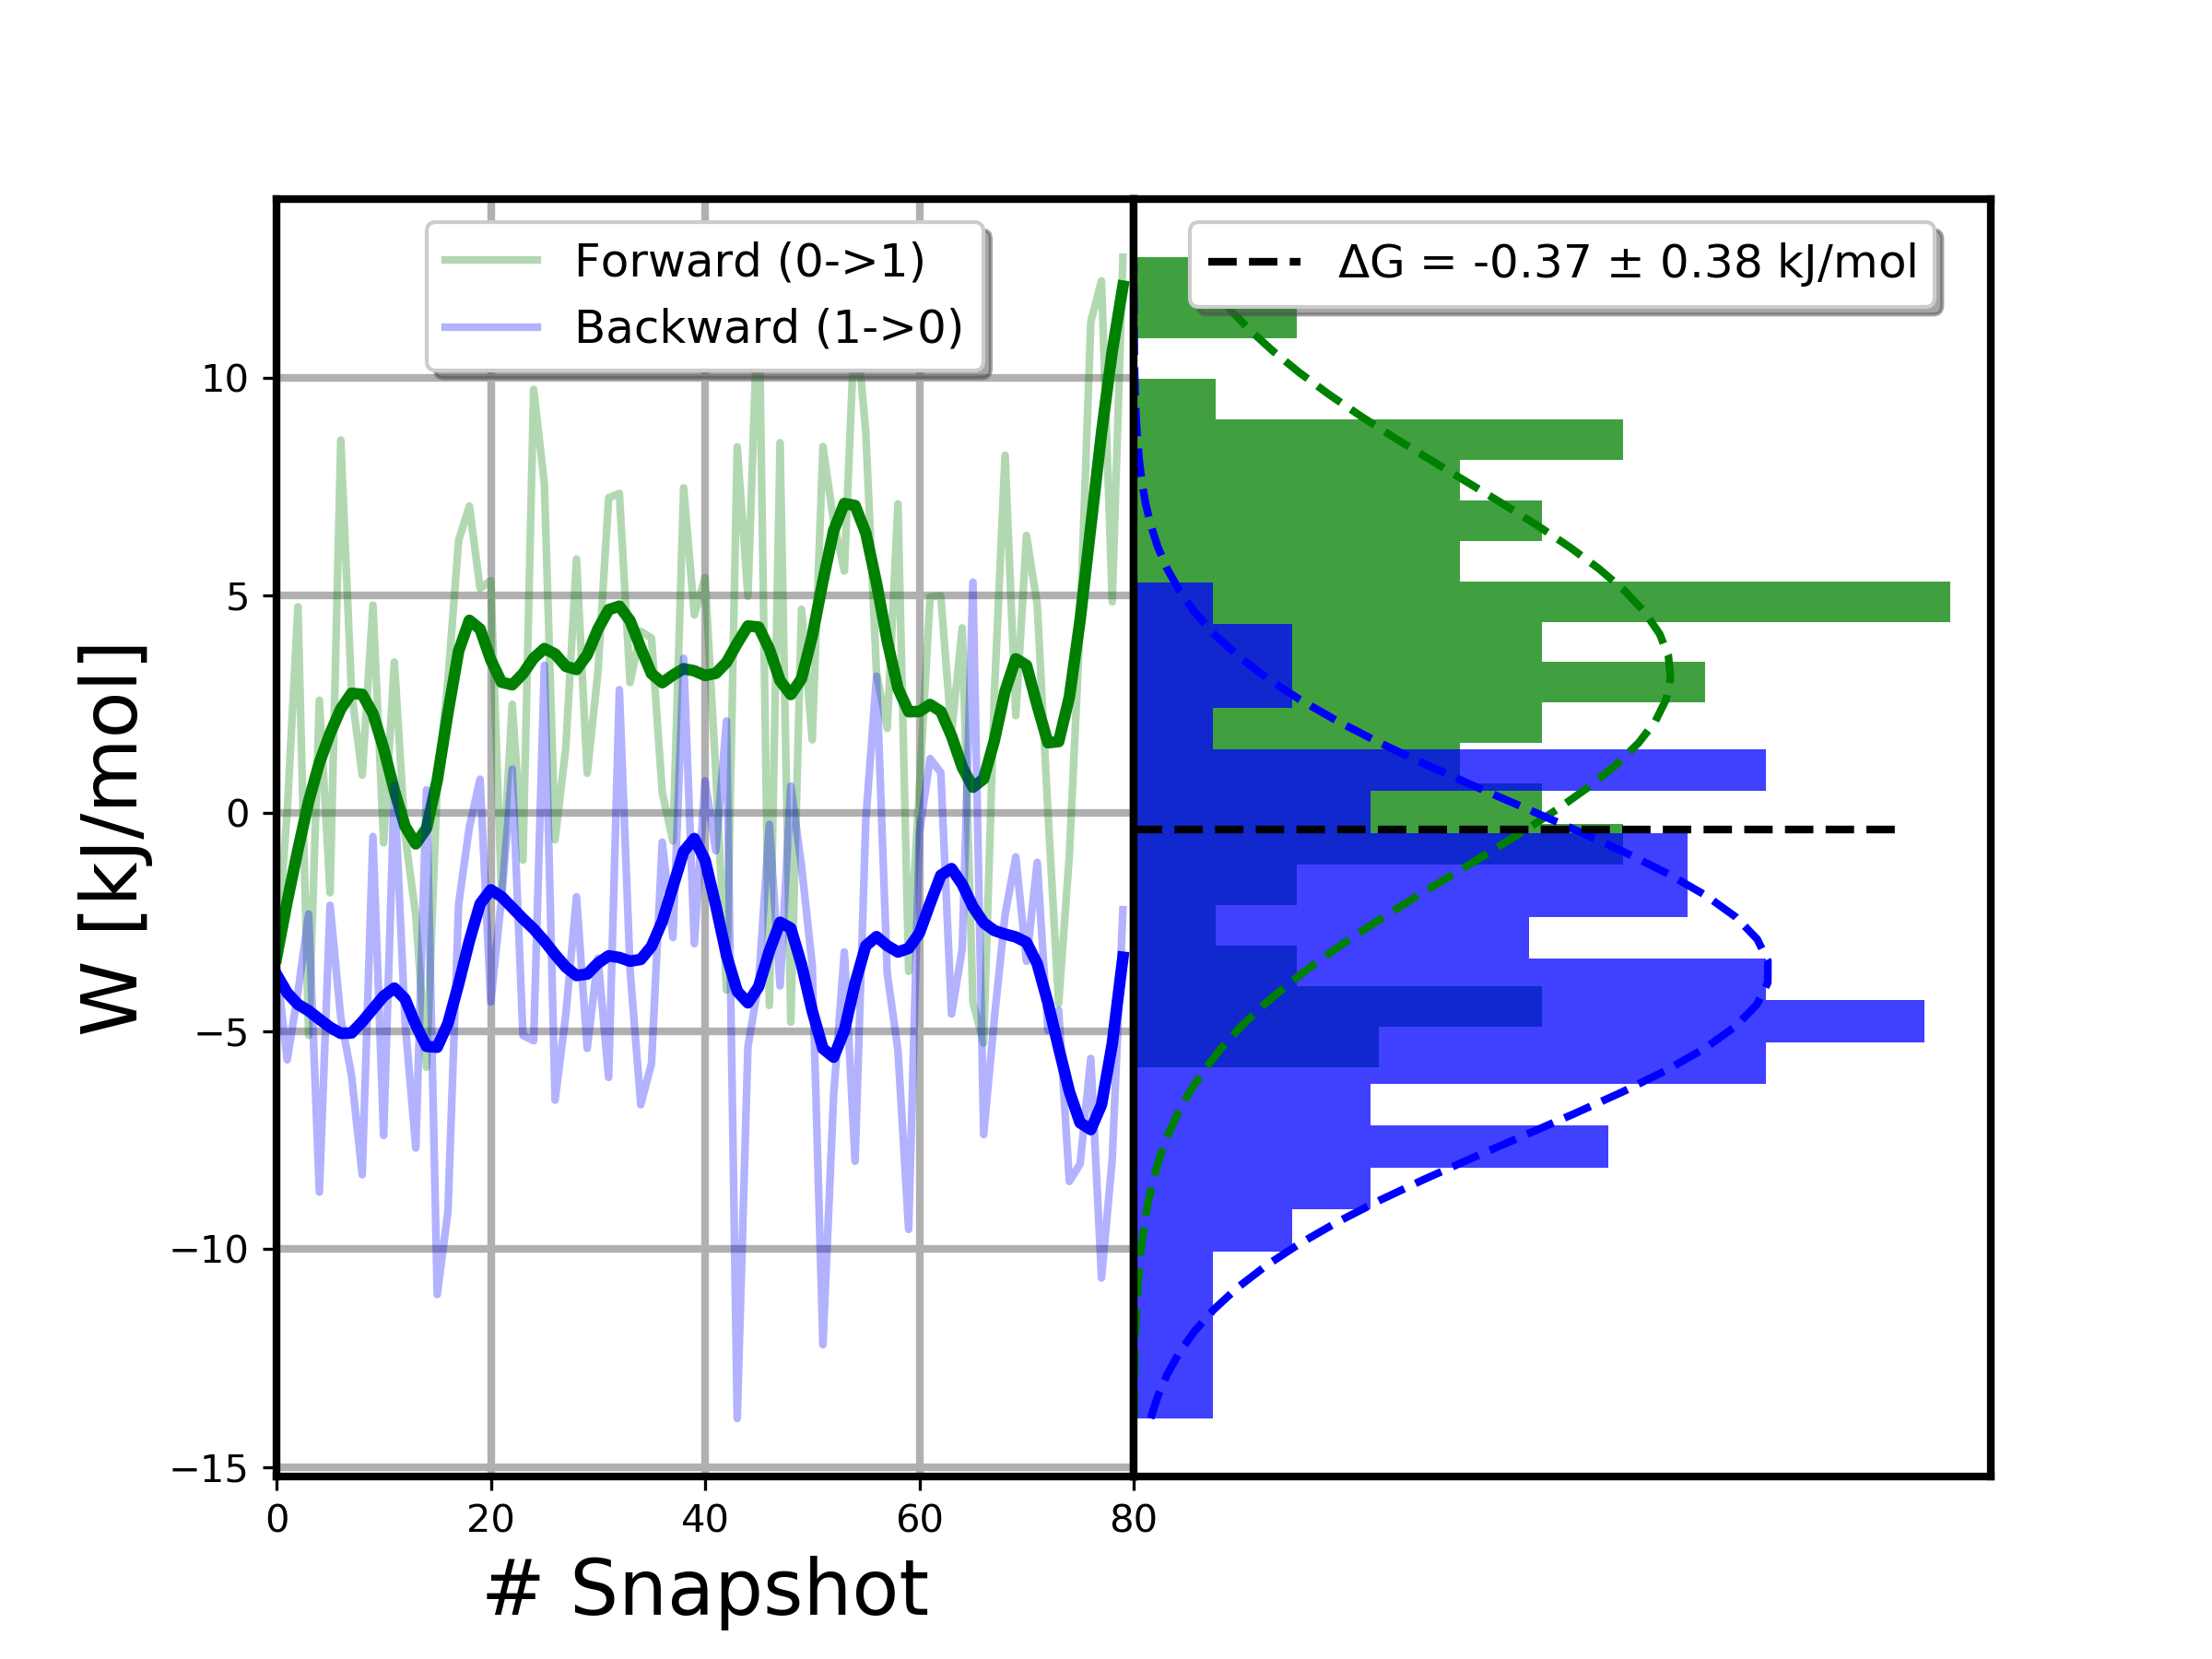 Forward (0->1)
Backward (1->0)
ΔG = -0.37 ± 0.38 kJ/mol
W [kJ/mol]
10
5
0
−5
−10
−15
0 20 40 60 80
# Snapshot